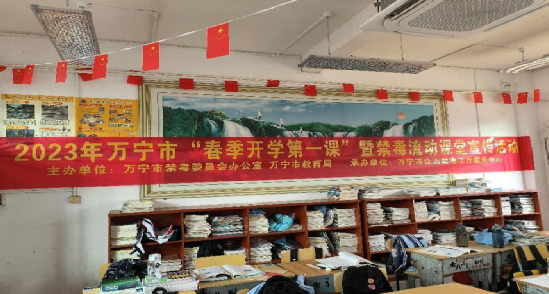 2023年万宁市“春季开学第一课”暨禁毒流动课堂宣传活动
主办单位：万宁市禁毒委员会办公室 万宁市教育局 承办单位：万宁市